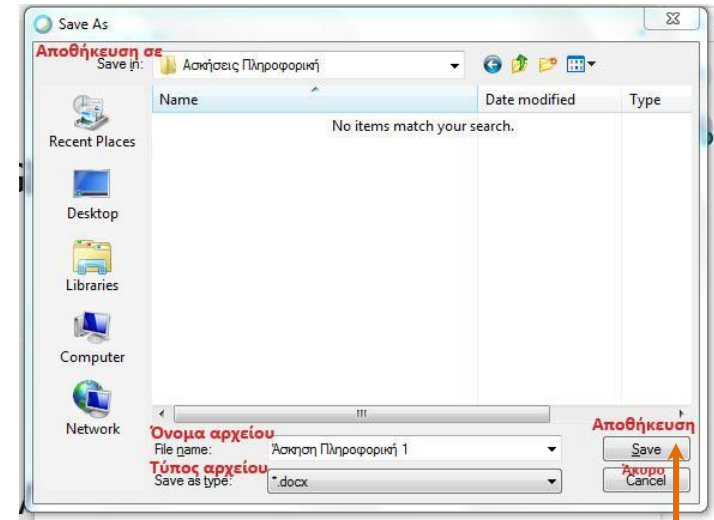 Save As
Αποθήκευση σε
Save in:
Ασκήσεις Πληροφορική
Name
Date modified
Type
No items match your search.
Recent Places
Desktop
Libraries
Computer
Network
Όνομα αρχείου
Αποθήκευση
File name:
Άσκηση Πληροφορική 1
Save
Τύπος αρχείου
Άκυρο
Save as type:
*.docx
Cancel